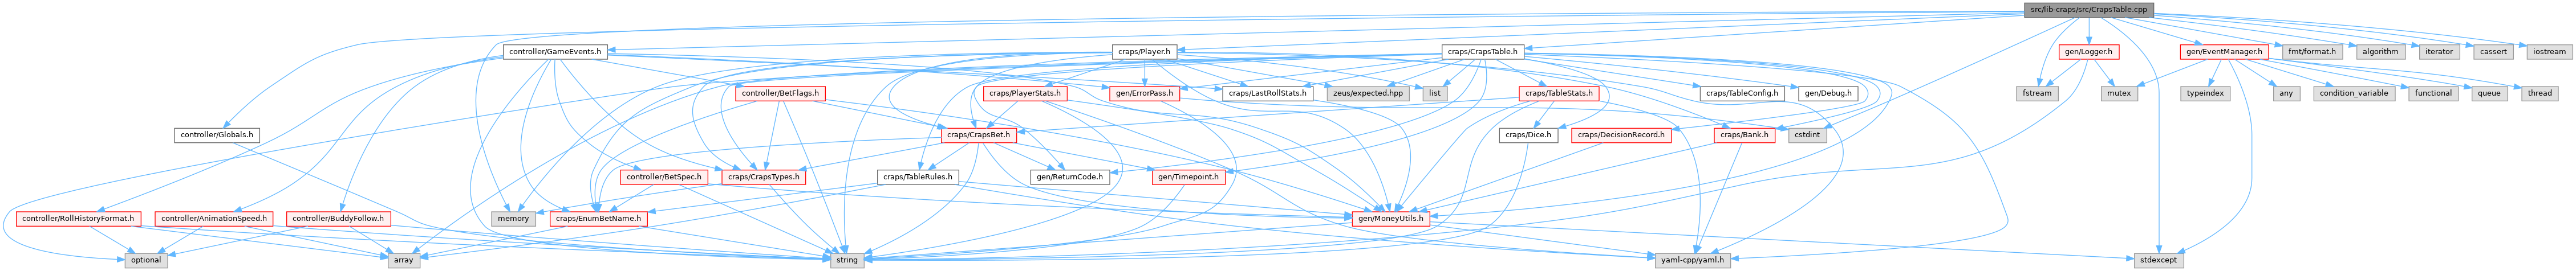 src/lib-craps/src/CrapsTable.cpp
controller/GameEvents.h
craps/Player.h
craps/CrapsTable.h
gen/Logger.h
gen/EventManager.h
fmt/format.h
algorithm
iterator
cassert
iostream
controller/BetFlags.h
gen/ErrorPass.h
craps/PlayerStats.h
craps/LastRollStats.h
zeus/expected.hpp
list
craps/TableStats.h
craps/TableConfig.h
gen/Debug.h
fstream
mutex
typeindex
any
condition_variable
functional
queue
thread
controller/Globals.h
craps/CrapsBet.h
craps/Dice.h
craps/DecisionRecord.h
craps/Bank.h
cstdint
controller/BetSpec.h
craps/CrapsTypes.h
craps/TableRules.h
gen/ReturnCode.h
gen/Timepoint.h
controller/RollHistoryFormat.h
controller/AnimationSpeed.h
controller/BuddyFollow.h
memory
craps/EnumBetName.h
gen/MoneyUtils.h
optional
array
string
yaml-cpp/yaml.h
stdexcept